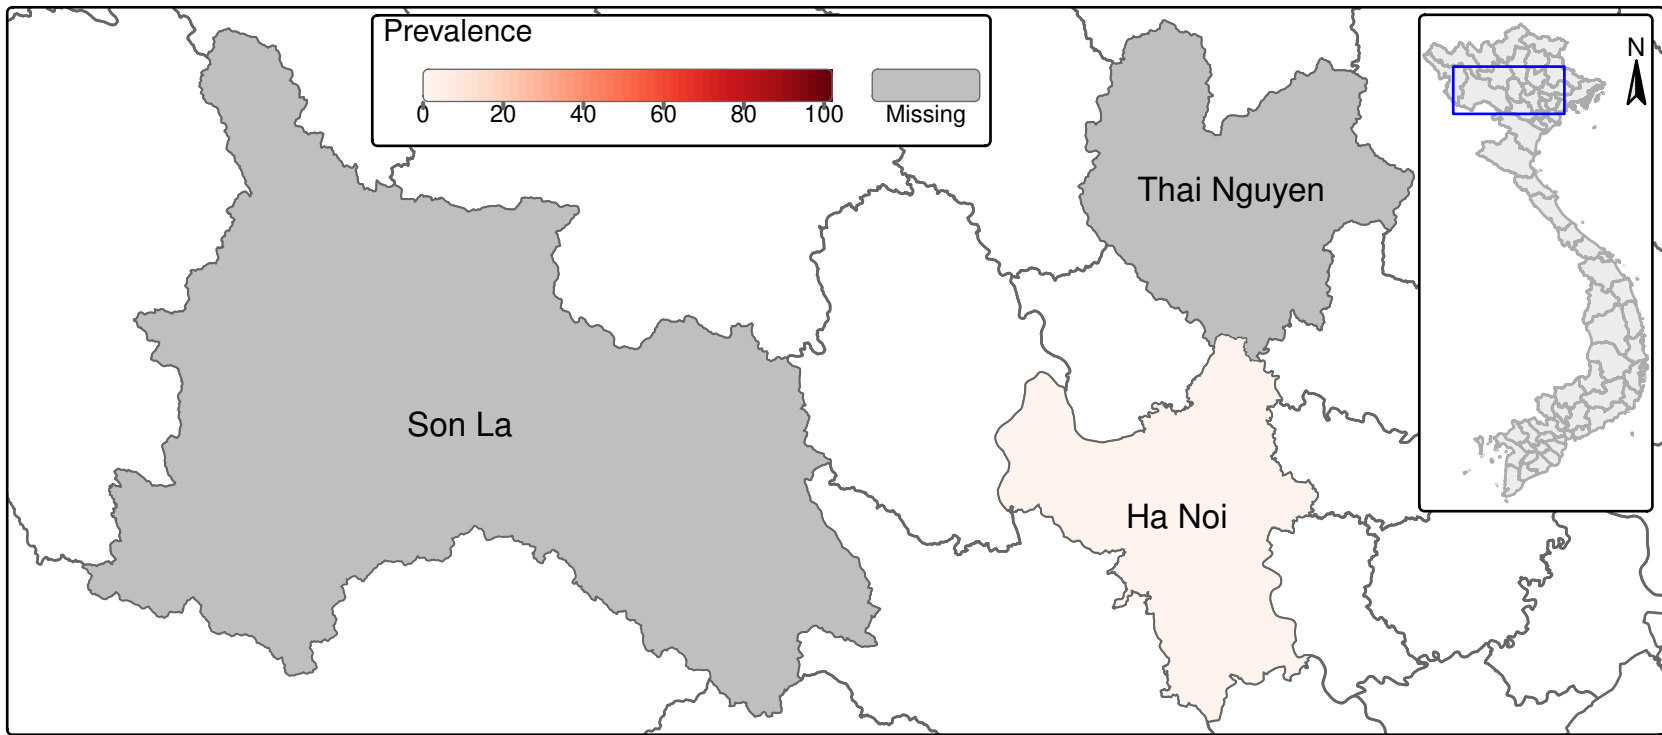 Prevalence
0 20 40 60 80 100
Missing
N
Thai Nguyen
Son La
Ha Noi